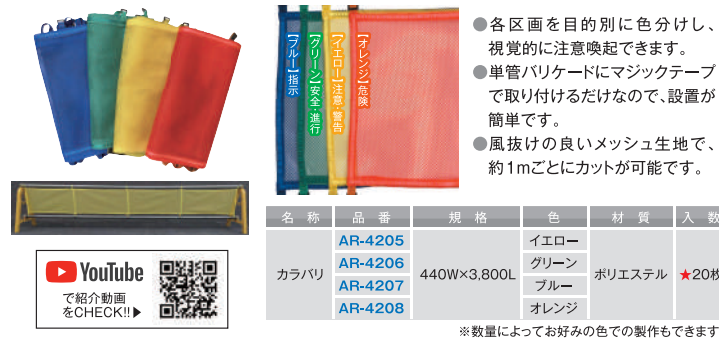 【ブルー】指示
【グリーン】安全・進行
【イエロー】注意・警告
【オレンジ】危険
●各区画を目的別に色分けし、
視覚的に注意喚起できます。
●単管バリケードにマジックテープ
で取り付けるだけなので、設置が
簡単です。
●風抜けの良いメッシュ生地で、
約1mごとにカットが可能です。
YouTube
で紹介動画
をCHECK!!▶
名称 品番 規格 色 材質 入数
カラバリ AR-4205 440W×3,800L イエロー ポリエステル ★20枚
AR-4206 グリーン
AR-4207 ブルー
AR-4208 オレンジ
※数量によってお好みの色での製作もできます